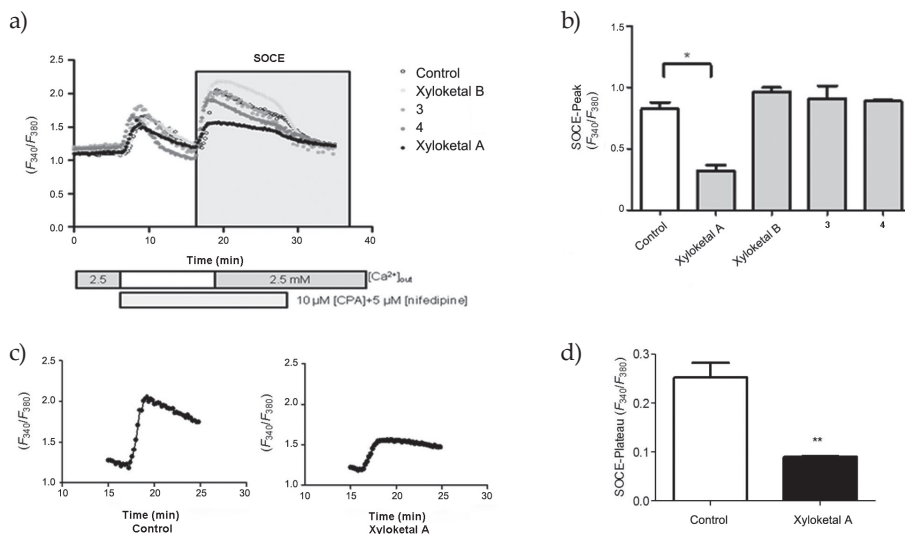 a)
SOCE
(F340/F380)
2.5
2.0
1.5
1.0
0.5
0.0
0
10
20
30
40
Time (min)
Control
Xyloketal B
3
4
Xyloketal A
2.5
2.5 mM
[Ca2+]out
10 µM [CPA]+5 µM [nifedipine]
b)
SOCE-Peak
(F340/F380)
1.5
1.0
0.5
0
*
Control
Xyloketal A
Xyloketal B
3
4
c)
(F340/F380)
2.5
2.0
1.5
1.0
10
15
20
25
30
Time (min)
Control
(F340/F380)
2.5
2.0
1.5
1.0
10
15
20
25
30
Time (min)
Xyloketal A
d)
SOCE-Plateau (F340/F380)
0.3
0.2
0.1
0.0
**
Control
Xyloketal A